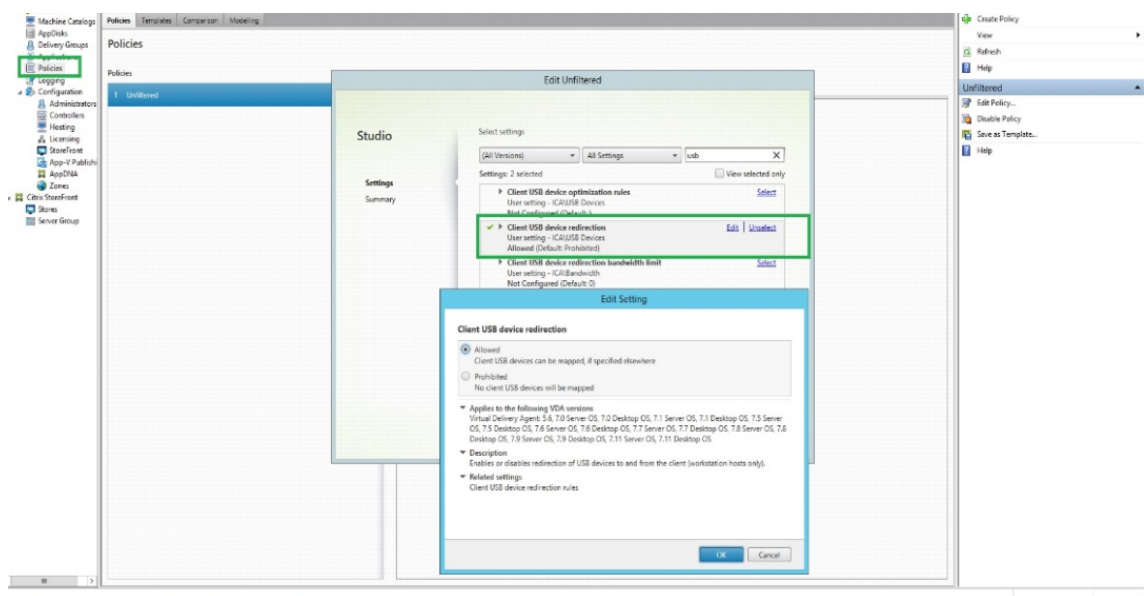 Machine Catalogs
AppDisks
Delivery Groups
Applications
Policies
Logging
Configuration
Administrators
Controllers
Hosting
Licensing
StoreFront
App-V Publishi
AppDNA
Zones
Citrix StoreFront
Stores
Server Group
Policies Templates Comparison Modeling
Policies
Policies
1 Unfiltered
Edit Unfiltered
Studio
Settings
Summary
Select settings
(All Versions) All Settings usb X
Settings: 2 selected View selected only
Client USB device optimization rules Select
User setting - ICA\USB Devices
Not Configured (Default: )
Client USB device redirection Edit | Unselect
User setting - ICA\USB Devices
Allowed (Default: Prohibited)
Client USB device redirection bandwidth limit Select
User setting - ICA\Bandwidth
Not Configured (Default: 0)
Edit Setting
Client USB device redirection
Allowed
Client USB devices can be mapped, if specified elsewhere
Prohibited
No client USB devices will be mapped
Applies to the following VDA versions
Virtual Delivery Agent: 5.6, 7.0 Server OS, 7.0 Desktop OS, 7.1 Server OS, 7.1 Desktop OS, 7.5 Server
OS, 7.5 Desktop OS, 7.6 Server OS, 7.6 Desktop OS, 7.7 Server OS, 7.7 Desktop OS, 7.8 Server OS, 7.8
Desktop OS, 7.9 Server OS, 7.9 Desktop OS, 7.11 Server OS, 7.11 Desktop OS
Description
Enables or disables redirection of USB devices to and from the client (workstation hosts only).
Related settings
Client USB device redirection rules
OK Cancel
Create Policy
View
Refresh
Help
Unfiltered
Edit Policy...
Disable Policy
Save as Template...
Help